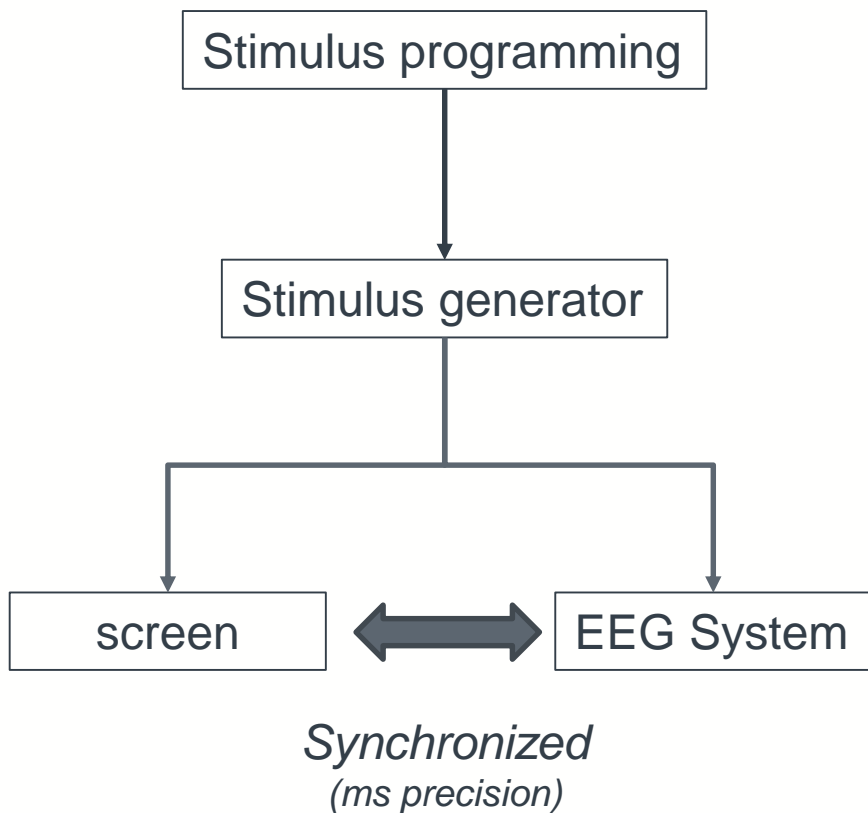 Stimulus programming
Stimulus generator
screen
EEG System
Synchronized
(ms precision)